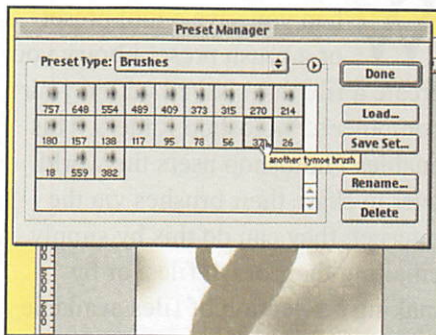 Preset Manager
Preset Type: Brushes
Done
757 648 554 489 409 373 315 270 214
Load...
180 157 138 117 95 78 56 37 26
Save Set...
another tymoe brush
18 559 382
Rename...
Delete